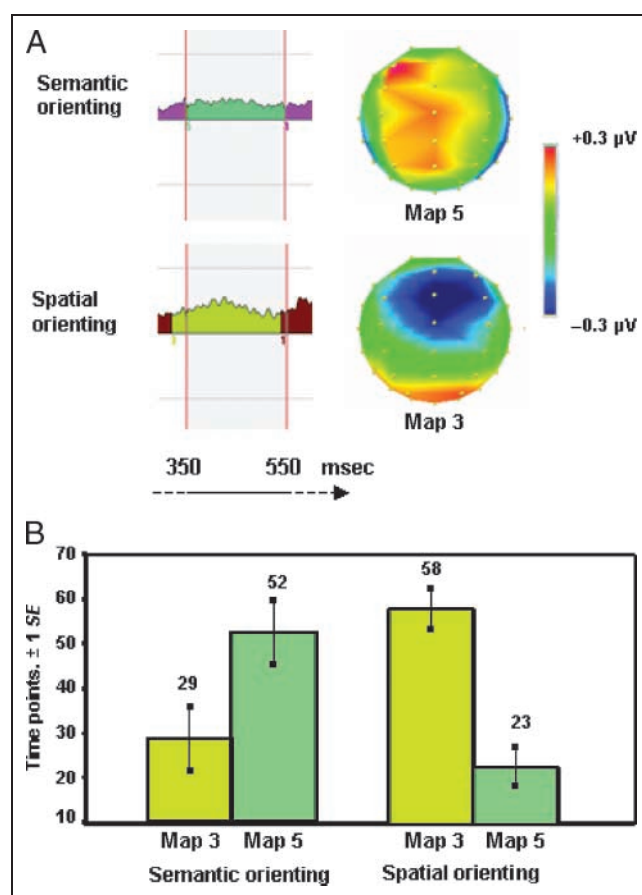 A
Semantic
orienting
Map 5
+0.3 µV
−0.3 µV
Spatial
orienting
Map 3
350 550 msec
B
Time points. ± 1 SE
70
60
50
40
30
20
10
29
52
58
23
Map 3 Map 5 Map 3 Map 5
Semantic orienting Spatial orienting